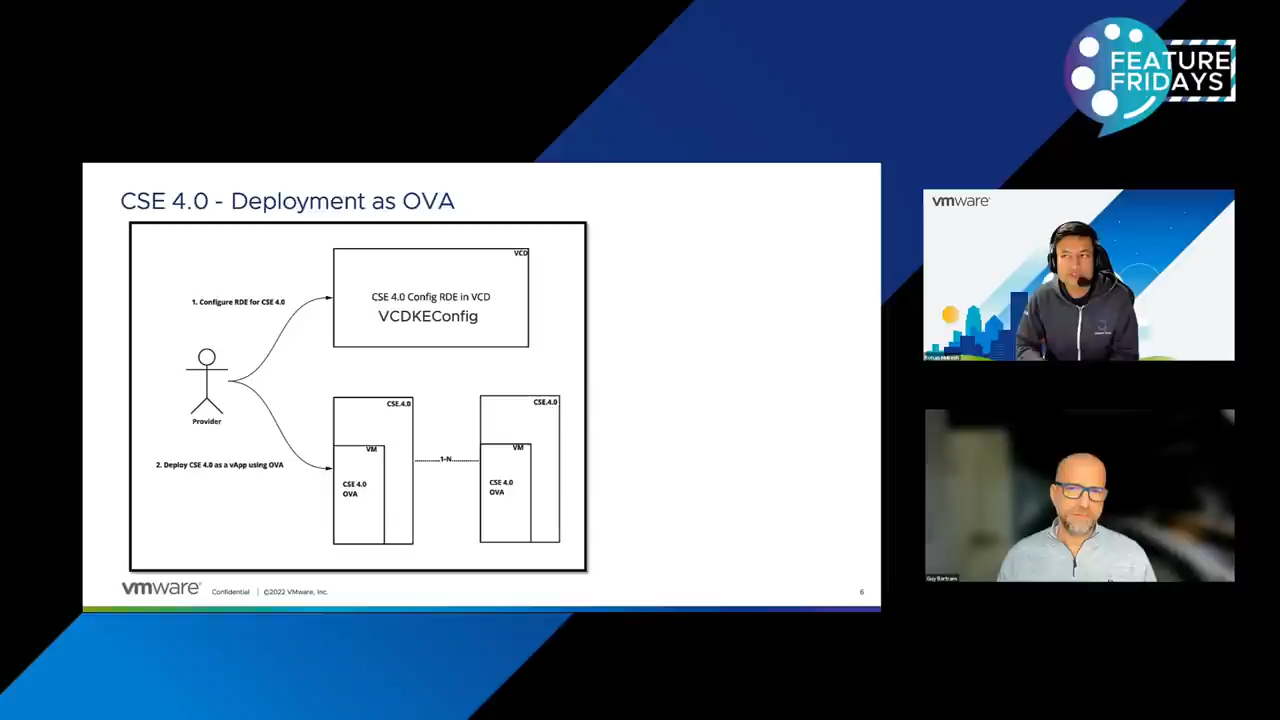 FEATURE
FRIDAYS
CSE 4.0 - Deployment as OVA
VCD
1. Configure RDE for CSE 4.0
CSE 4.0 Config RDE in VCD
VCDKEConfig
Provider
CSE.4.0
CSE.4.0
VM
VM
1-N
2. Deploy CSE 4.0 as a vApp using OVA
CSE 4.0
OVA
CSE 4.0
OVA
vmware®
Confidential | ©2022 VMware, Inc.
6
vmware®
Guy Bartram